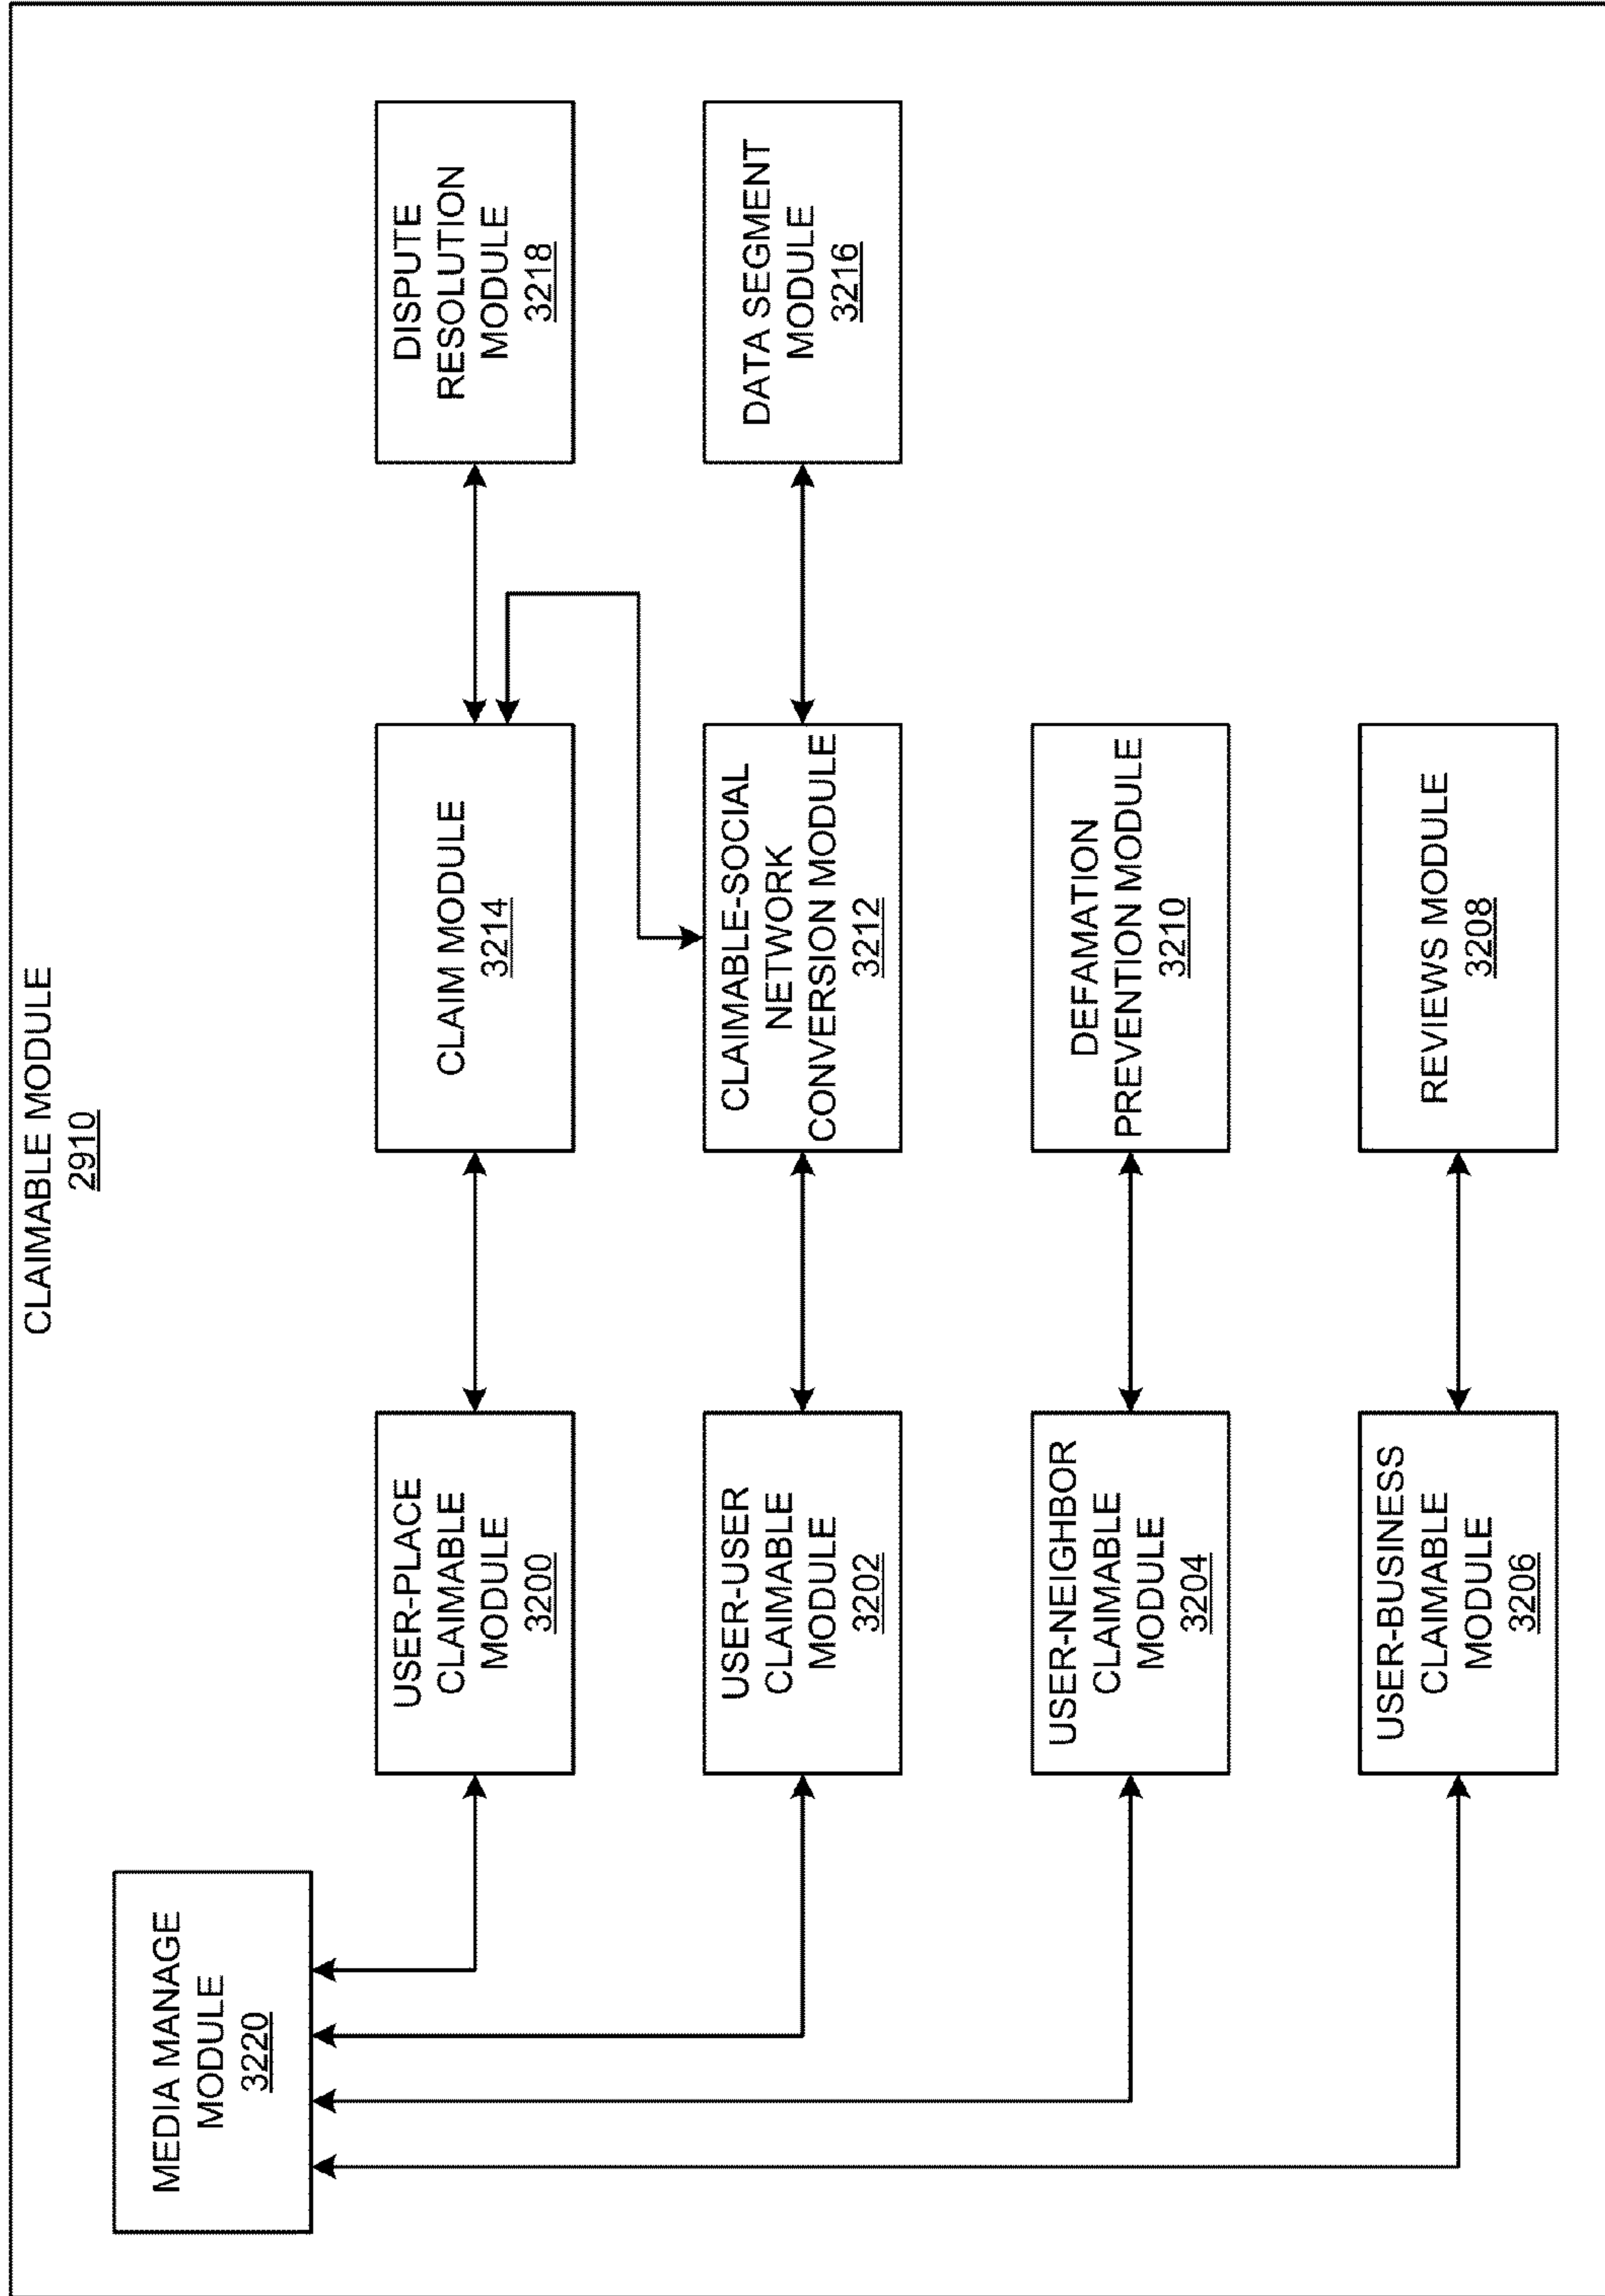 CLAIMABLE MODULE
2910
MEDIA MANAGE
MODULE
3220
USER-PLACE
CLAIMABLE
MODULE
3200
CLAIM MODULE
3214
DISPUTE
RESOLUTION
MODULE
3218
USER-USER
CLAIMABLE
MODULE
3202
CLAIMABLE-SOCIAL
NETWORK
CONVERSION MODULE
3212
DATA SEGMENT
MODULE
3216
USER-NEIGHBOR
CLAIMABLE
MODULE
3204
DEFAMATION
PREVENTION MODULE
3210
USER-BUSINESS
CLAIMABLE
MODULE
3206
REVIEWS MODULE
3208